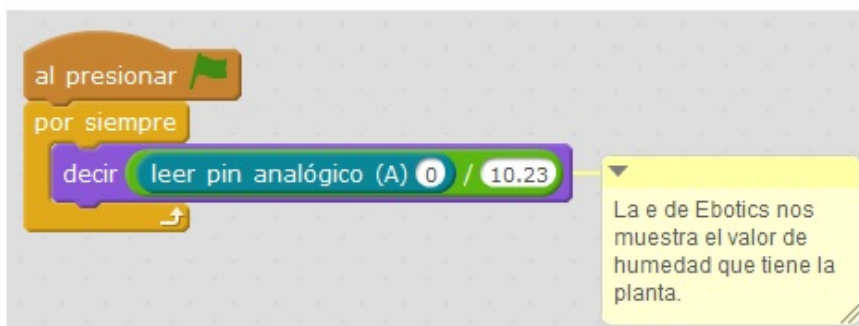 al presionar
por siempre
decir leer pin analógico (A) 0 / 10.23
La e de Ebotics nos
muestra el valor de
humedad que tiene la
planta.